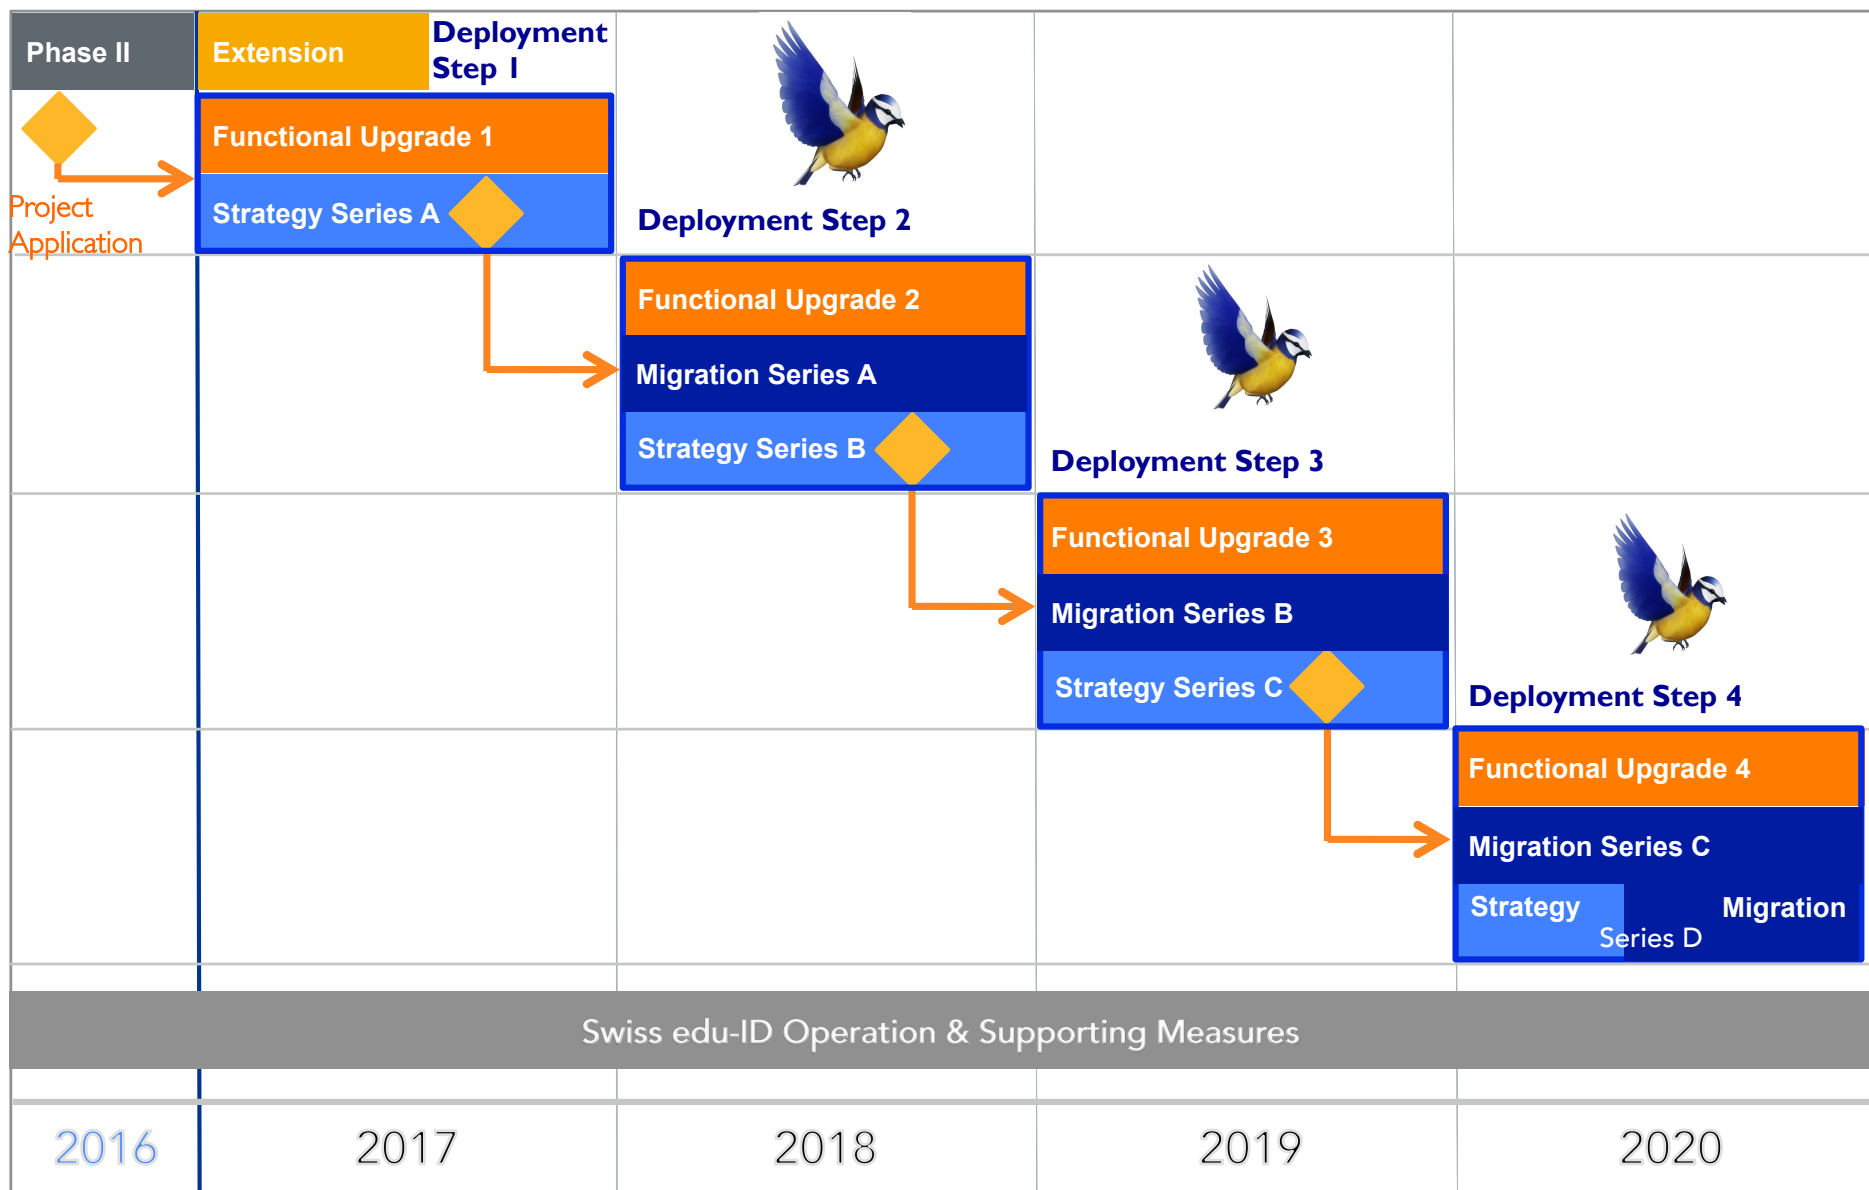 Phase II
Extension
Deployment
Step 1
Functional Upgrade 1
Project
Application
Strategy Series A
Deployment Step 2
Functional Upgrade 2
Migration Series A
Strategy Series B
Deployment Step 3
Functional Upgrade 3
Migration Series B
Strategy Series C
Deployment Step 4
Functional Upgrade 4
Migration Series C
Strategy Migration
Series D
Swiss edu-ID Operation & Supporting Measures
2016 2017 2018 2019 2020